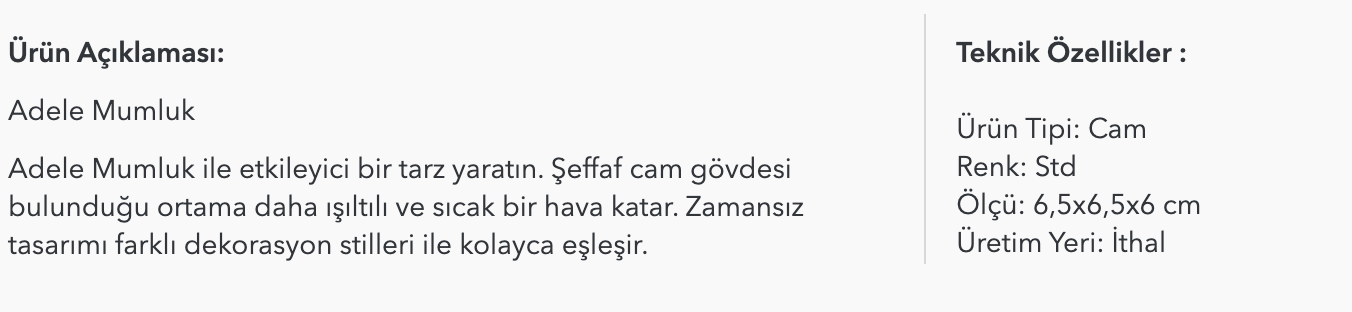 Ürün Açıklaması:
Adele Mumluk
Adele Mumluk ile etkileyici bir tarz yaratın. Şeffaf cam gövdesi
bulunduğu ortama daha ışıltılı ve sıcak bir hava katar. Zamansız
tasarımı farklı dekorasyon stilleri ile kolayca eşleşir.
Teknik Özellikler :
Ürün Tipi: Cam
Renk: Std
Ölçü: 6,5x6,5x6 cm
Üretim Yeri: İthal